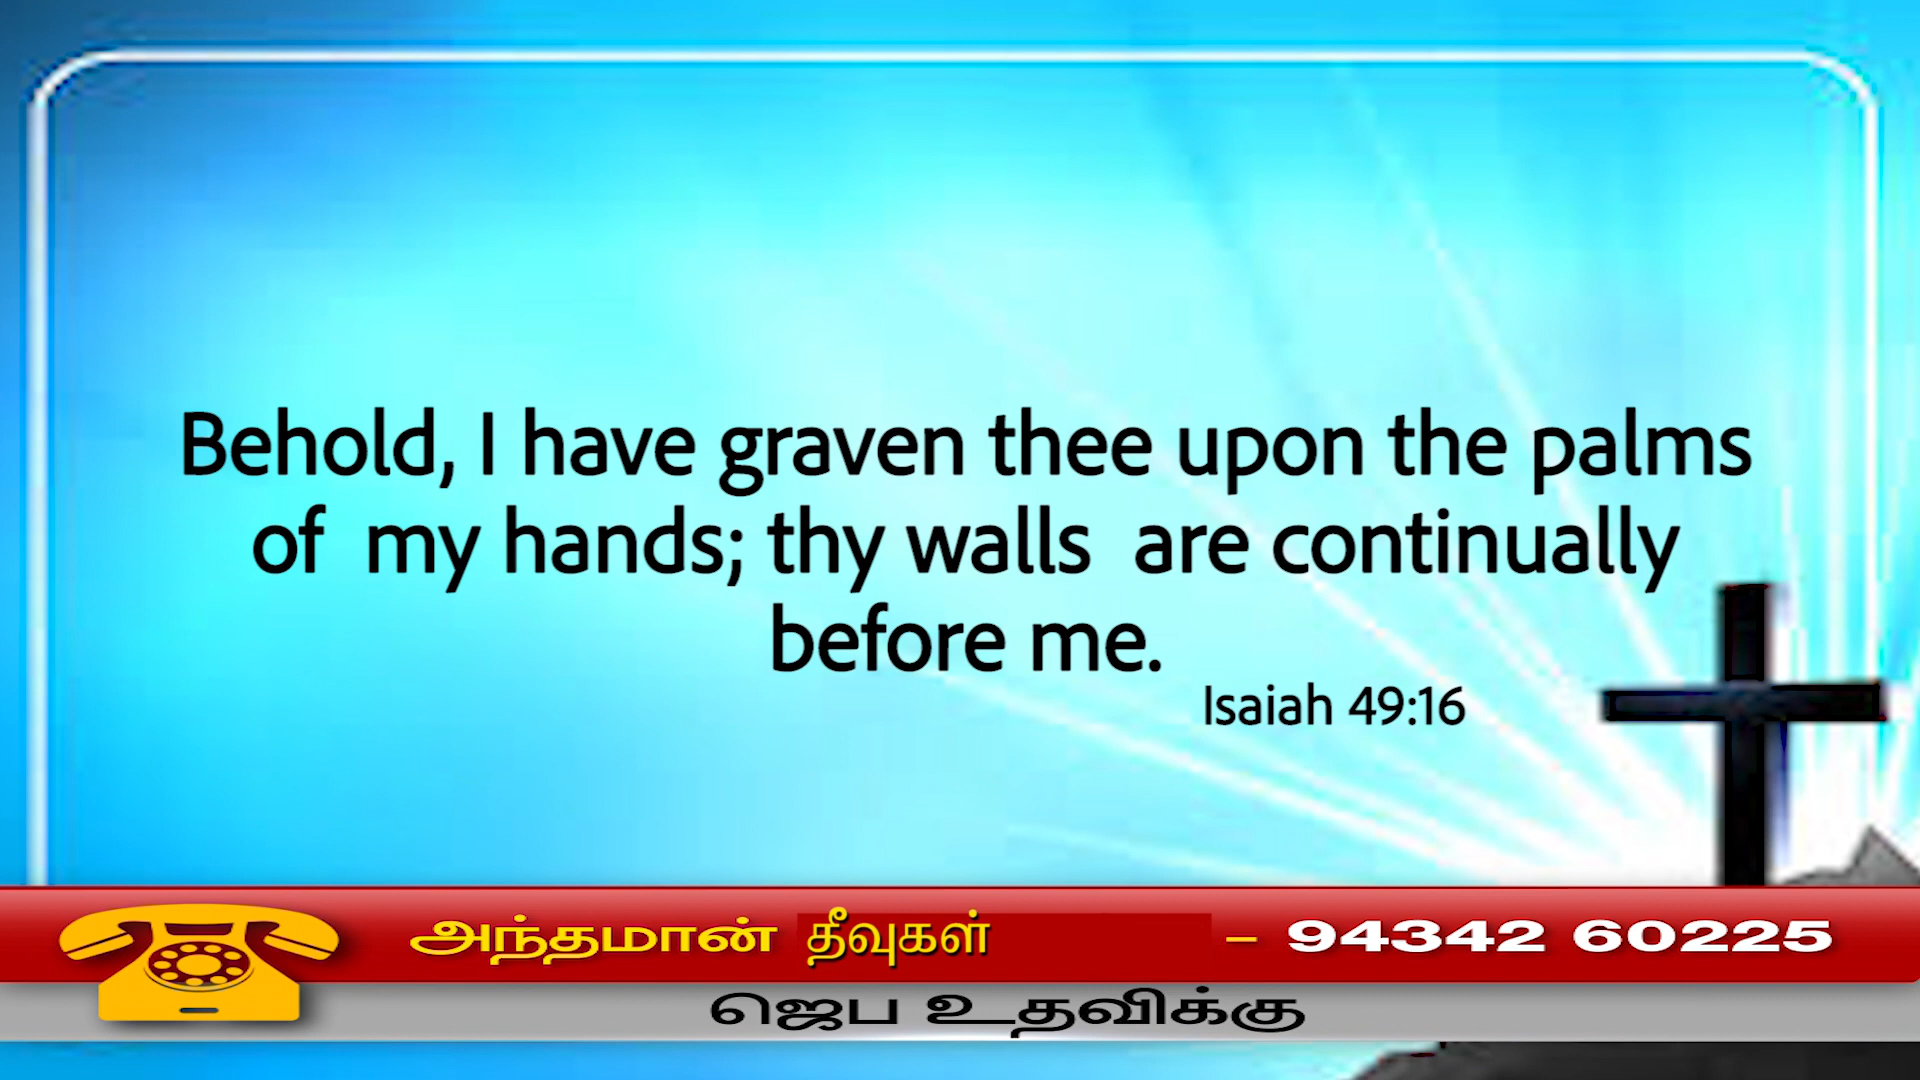 Behold, I have graven thee upon the palms
of my hands; thy walls are continually
before me.
Isaiah 49:16
அந்தமான் தீவுகள் – 94342 60225
ஜெப உதவிக்கு